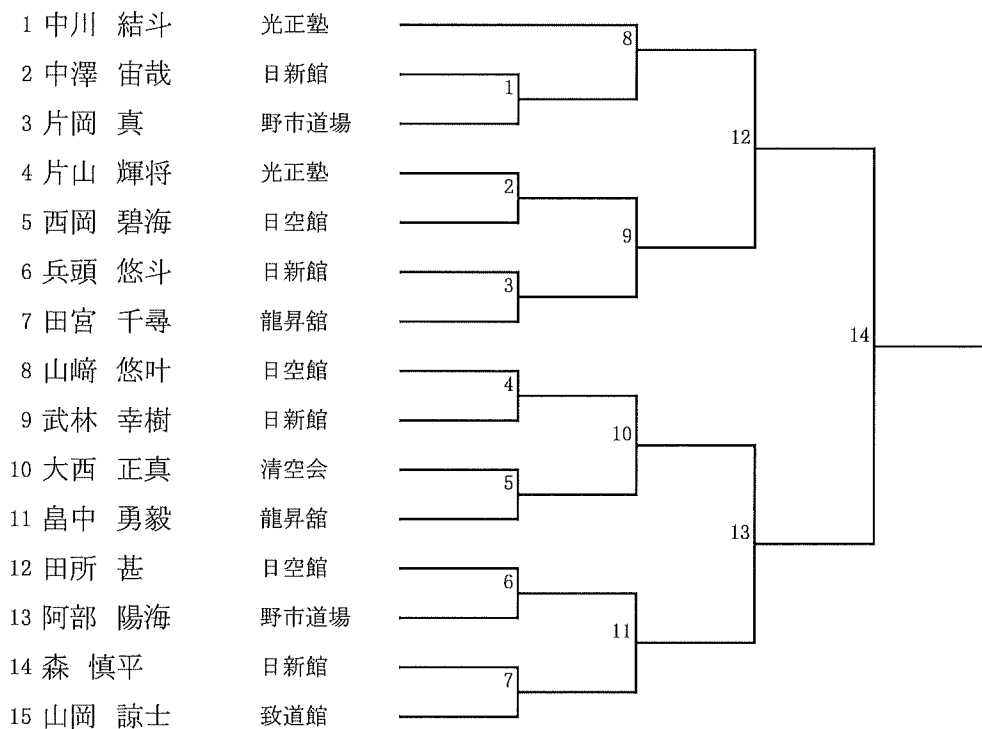 1 中川 結斗 光正塾
2 中澤 宙哉 日新館
3 片岡 真 野市道場
4 片山 輝将 光正塾
5 西岡 碧海 日空館
6 兵頭 悠斗 日新館
7 田宮 千尋 龍昇舘
8 山﨑 悠叶 日空館
9 武林 幸樹 日新館
10 大西 正真 清空会
11 畠中 勇毅 龍昇舘
12 田所 甚 日空館
13 阿部 陽海 野市道場
14 森 慎平 日新館
15 山岡 諒士 致道館
8
1
12
2
9
3
14
4
10
5
13
6
11
7